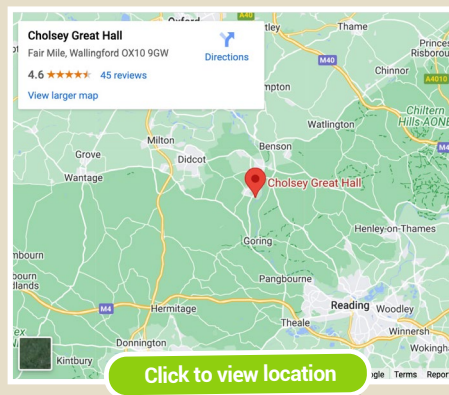 Cholsey Great Hall
Fair Mile, Wallingford OX10 9GW
4.6
45 reviews
View larger map
Directions
Oxford
A40
Thame
M40
Chinnor
A4010
Watlington
Chiltern
Hills AONB
Milton
Didcot
Benson
Grove
Wantage
Cholsey Great Hall
Goring
Henley-on-Thames
Pangbourne
Reading
Woodley
M4
Hermitage
Theale
Winnersh
Donnington
Kintbury
Click to view location
Terms